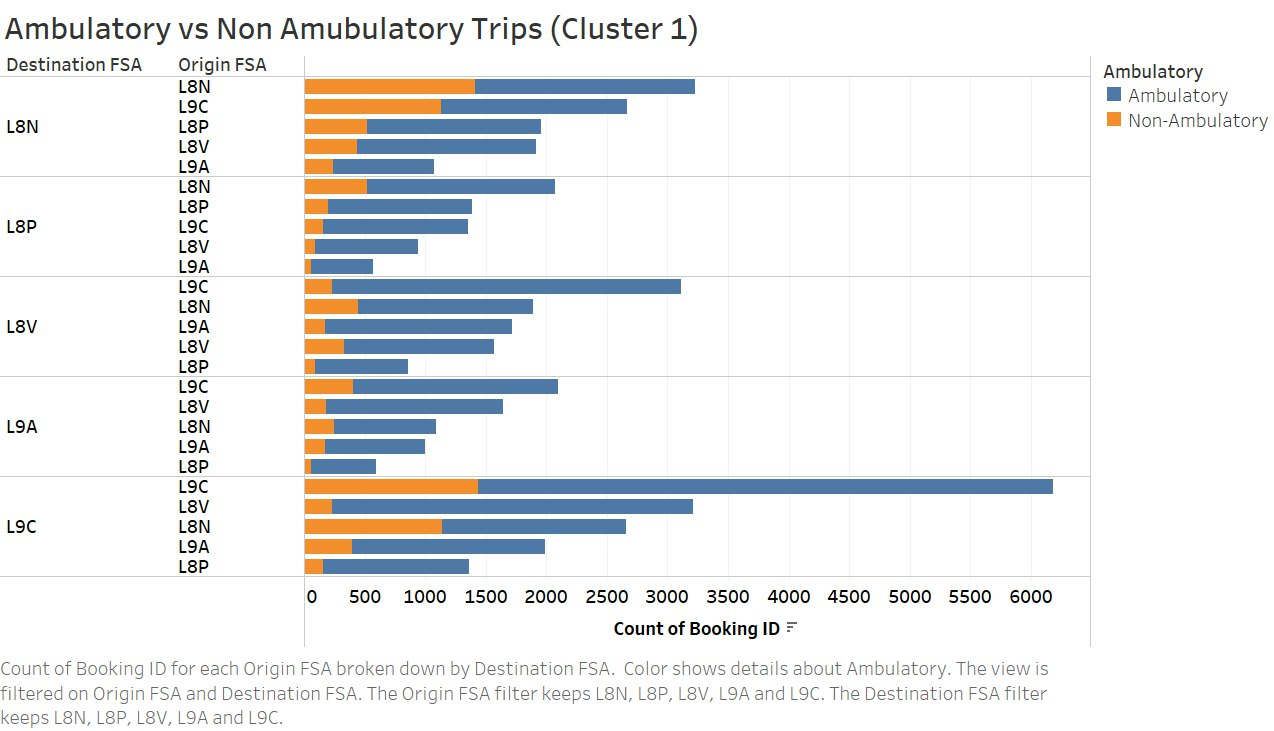 Ambulatory vs Non Amubulatory Trips (Cluster 1)
Destination FSA Origin FSA
L8N
L8N
L9C
L8P
L8V
L9A
L8P
L8N
L8P
L9C
L8V
L9A
L8V
L9C
L8N
L9A
L8V
L8P
L9A
L9C
L8V
L8N
L9A
L8P
L9C
L9C
L8V
L8N
L9A
L8P
0 500 1000 1500 2000 2500 3000 3500 4000 4500 5000 5500 6000
Count of Booking ID
Ambulatory
Ambulatory
Non-Ambulatory
Count of Booking ID for each Origin FSA broken down by Destination FSA.  Color shows details about Ambulatory. The view is
filtered on Origin FSA and Destination FSA. The Origin FSA filter keeps L8N, L8P, L8V, L9A and L9C. The Destination FSA filter
keeps L8N, L8P, L8V, L9A and L9C.